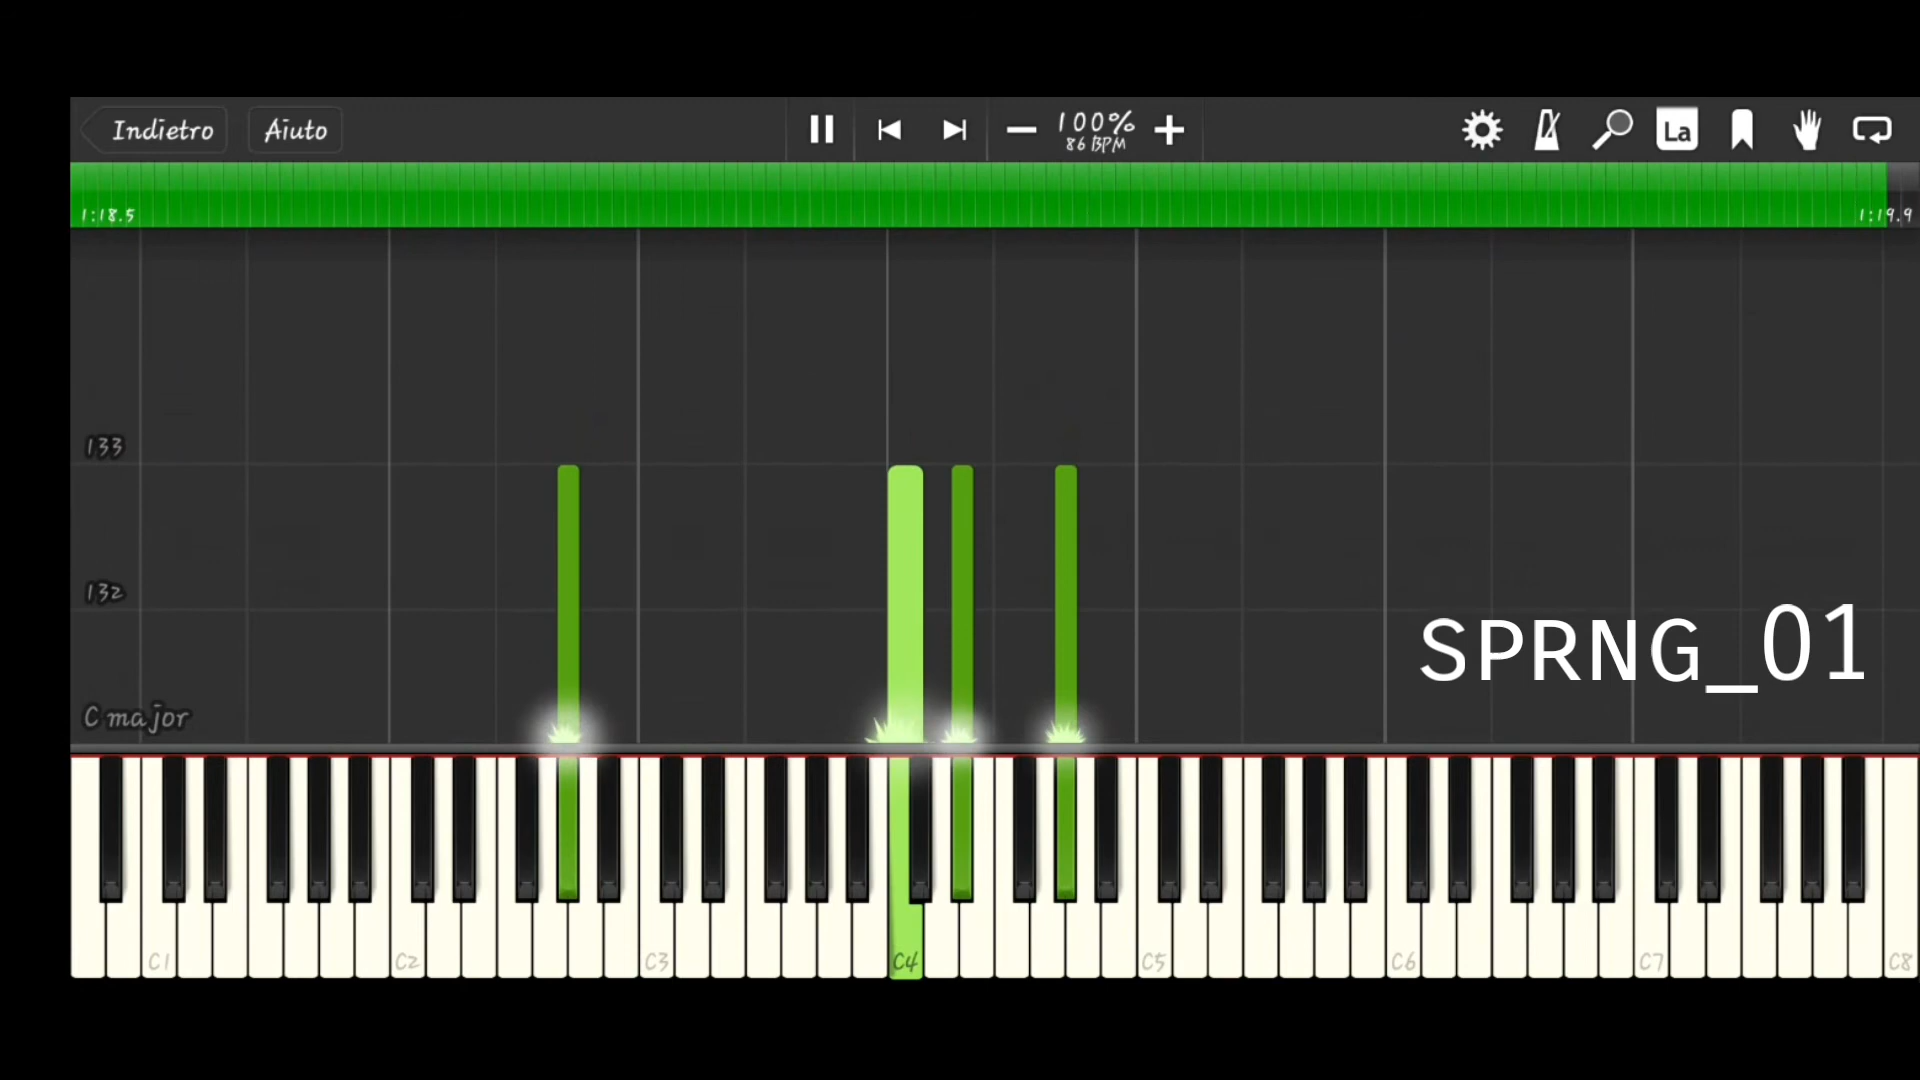 Indietro Aiuto 100% La
86 BPM
1:18.5 1:19.9
133
132
SPRNG_01
C major
C1 C2 C3 C4 C5 C6 C7 C8